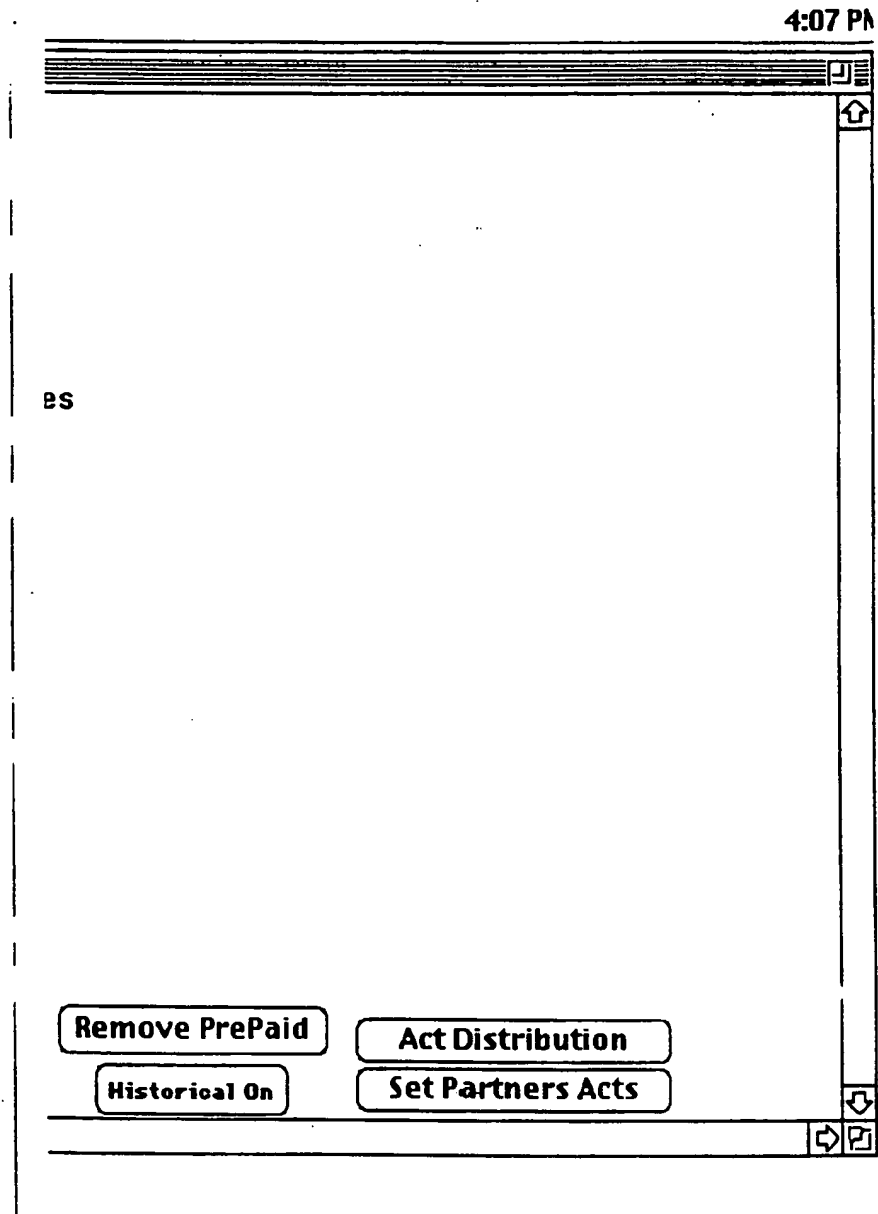 4:07 PM
es
Remove PrePaid
Act Distribution
Historical On
Set Partners Acts